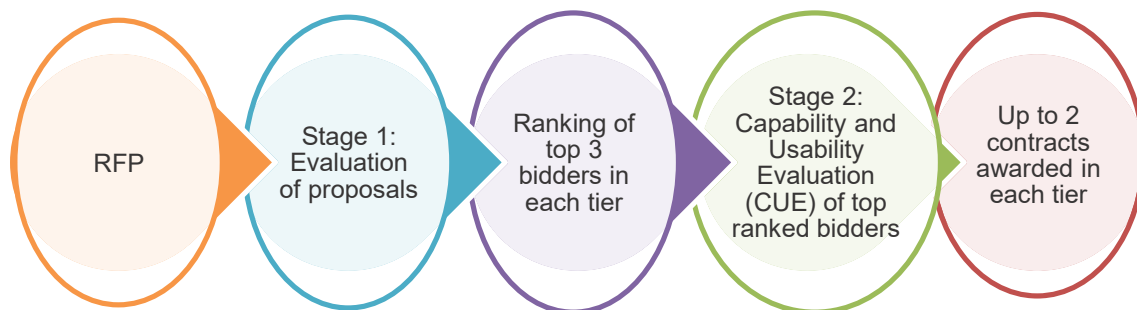 RFP
Stage 1:
Evaluation
of proposals
Ranking of
top 3
bidders in
each tier
Stage 2:
Capability and
Usability
Evaluation
(CUE) of top
ranked bidders
Up to 2
contracts
awarded in
each tier